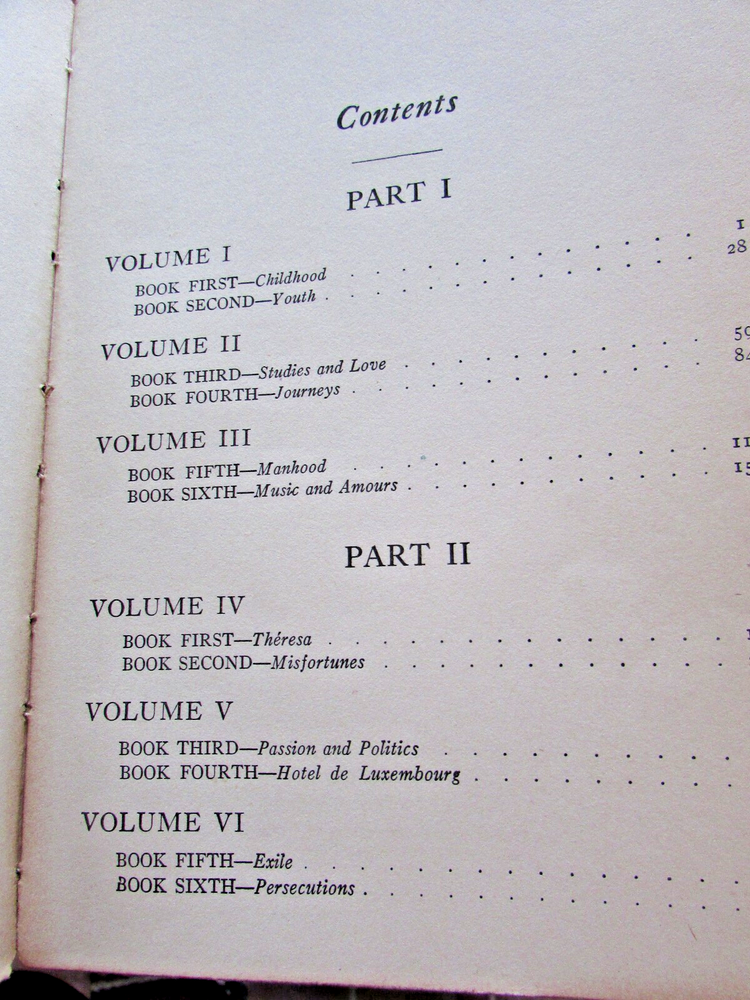 Contents
PART I
VOLUME I
BOOK FIRST—Childhood . . . . . . . . . . 1
BOOK SECOND—Youth . . . . . . . . . . . 28
VOLUME II
BOOK THIRD—Studies and Love . . . . . . . . .
BOOK FOURTH—Journeys . . . . . . . . . .
VOLUME III
BOOK FIFTH—Manhood . . . . . . . . . .
BOOK SIXTH—Music and Amours . . . . . . . . .
PART II
VOLUME IV
BOOK FIRST—Théresa . . . . . . . . . . . .
BOOK SECOND—Misfortunes . . . . . . . . . .
VOLUME V
BOOK THIRD—Passion and Politics . . . . . . . . .
BOOK FOURTH—Hotel de Luxembourg . . . . . . . .
VOLUME VI
BOOK FIFTH—Exile . . . . . . . . . . . .
BOOK SIXTH—Persecutions . . . . . . . . . . .